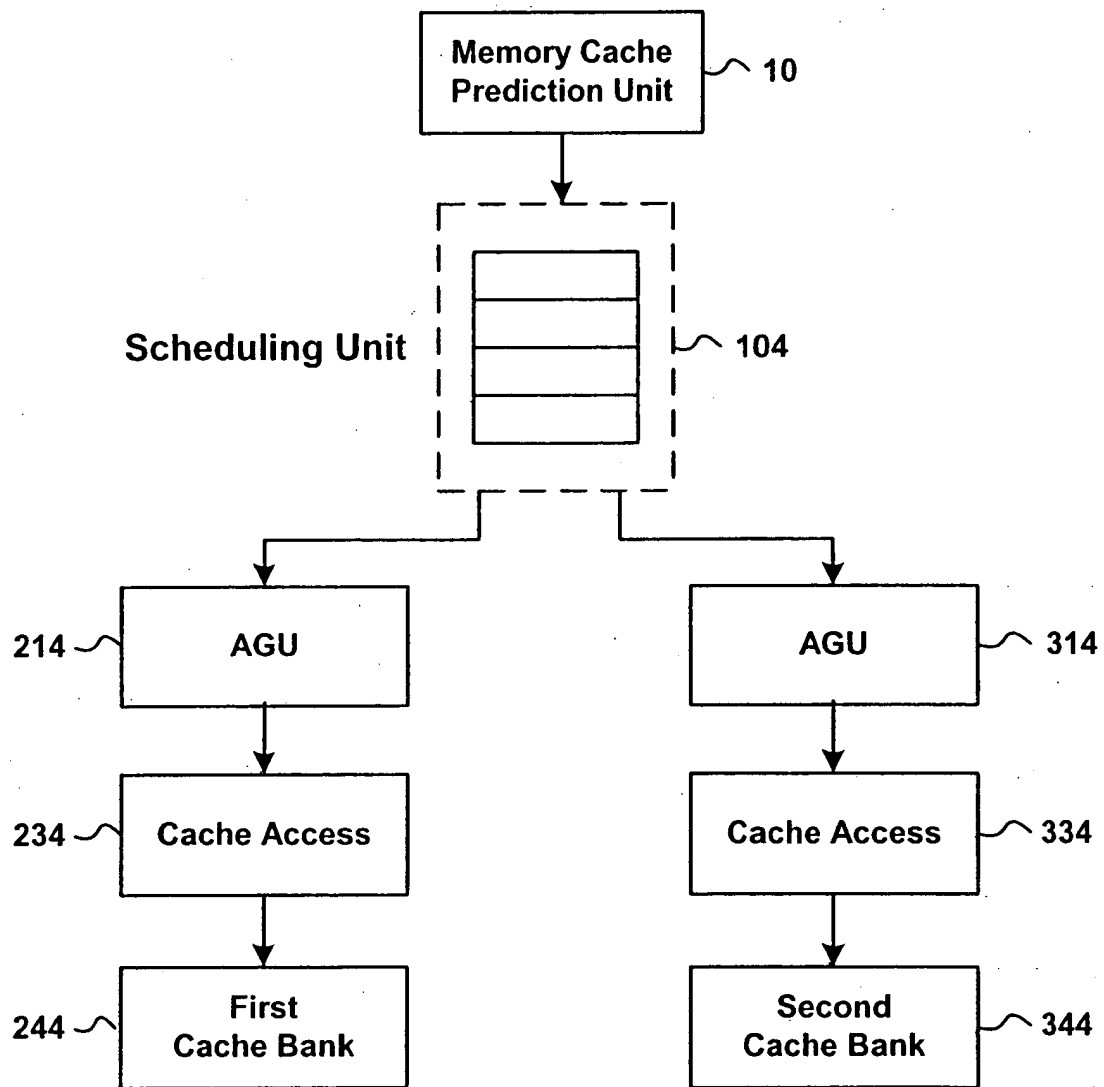 Memory Cache
Prediction Unit
10
Scheduling Unit
104
214
AGU
AGU
314
234
Cache Access
Cache Access
334
244
First
Cache Bank
Second
Cache Bank
344